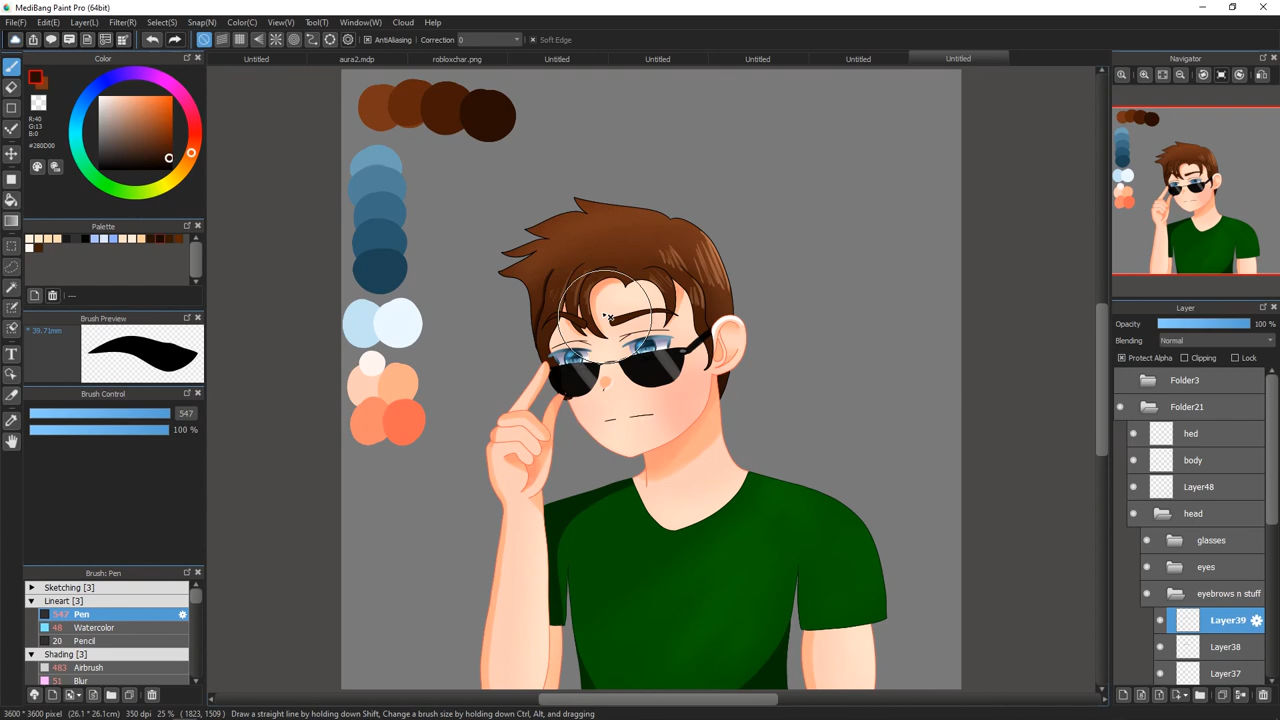 MediBang Paint Pro (64bit)
File(F) Edit(E) Layer(L) Filter(R) Select(S) Snap(N) Color(C) View(V) Tool(T) Window(W) Cloud Help
AntiAliasing Correction 0 Soft Edge
Color
Untitled aura2.mdp robloxchar.png Untitled Untitled Untitled Untitled Untitled
Navigator
R:40
G:13
B:0
#280D00
Palette
---
Brush Preview
* 39.71mm
Brush Control
547
100 %
Brush: Pen
Sketching [3]
Lineart [3]
547 Pen
48 Watercolor
20 Pencil
Shading [3]
483 Airbrush
51 Blur
Layer
Opacity 100 %
Blending Normal
Protect Alpha Clipping Lock
Folder3
Folder21
hed
body
Layer48
head
glasses
eyes
eyebrows n stuff
Layer39
Layer38
Layer37
3600 * 3600 pixel (26.1 * 26.1cm) 350 dpi 25 % ( 1823, 1509 ) Draw a straight line by holding down Shift, Change a brush size by holding down Ctrl, Alt, and dragging